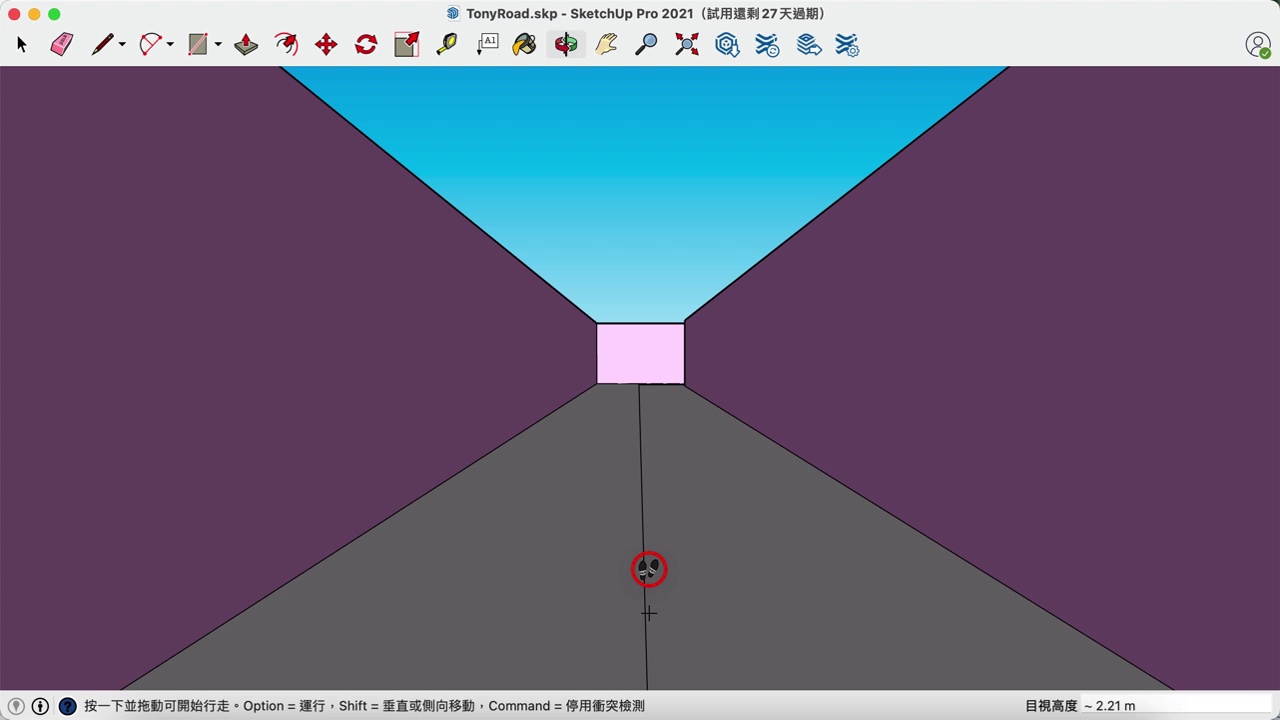 TonyRoad.skp - SketchUp Pro 2021（試用還剩 27 天過期）
A1
按一下並拖動可開始行走。Option = 運行，Shift = 垂直或側向移動，Command = 停用衝突檢測
目視高度 ~ 2.21 m